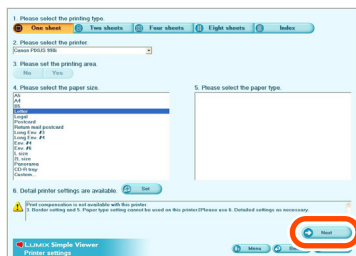 1. Please select the printing type.
One sheet
Two sheets
Four sheets
Eight sheets
Index
2. Please select the printer.
Canon PIXUS 990i
3. Please set the printing area.
No
Yes
4. Please select the paper size.
5. Please select the paper type.
A5
A4
B5
Letter
Legal
Postcard
Return mail postcard
Long Env. #3
Long Env. #4
Env. #4
Env. #6
L size
2L size
Panorama
CD-R tray
Custom...
6. Detail printer settings are available.
Set
Print compensation is not available with this printer.
3. Border setting and 5. Paper type setting cannot be used on this printer.(Please use 6. Detailed settings as necessary.
Next
LUMIX Simple Viewer
Printer settings
Menu